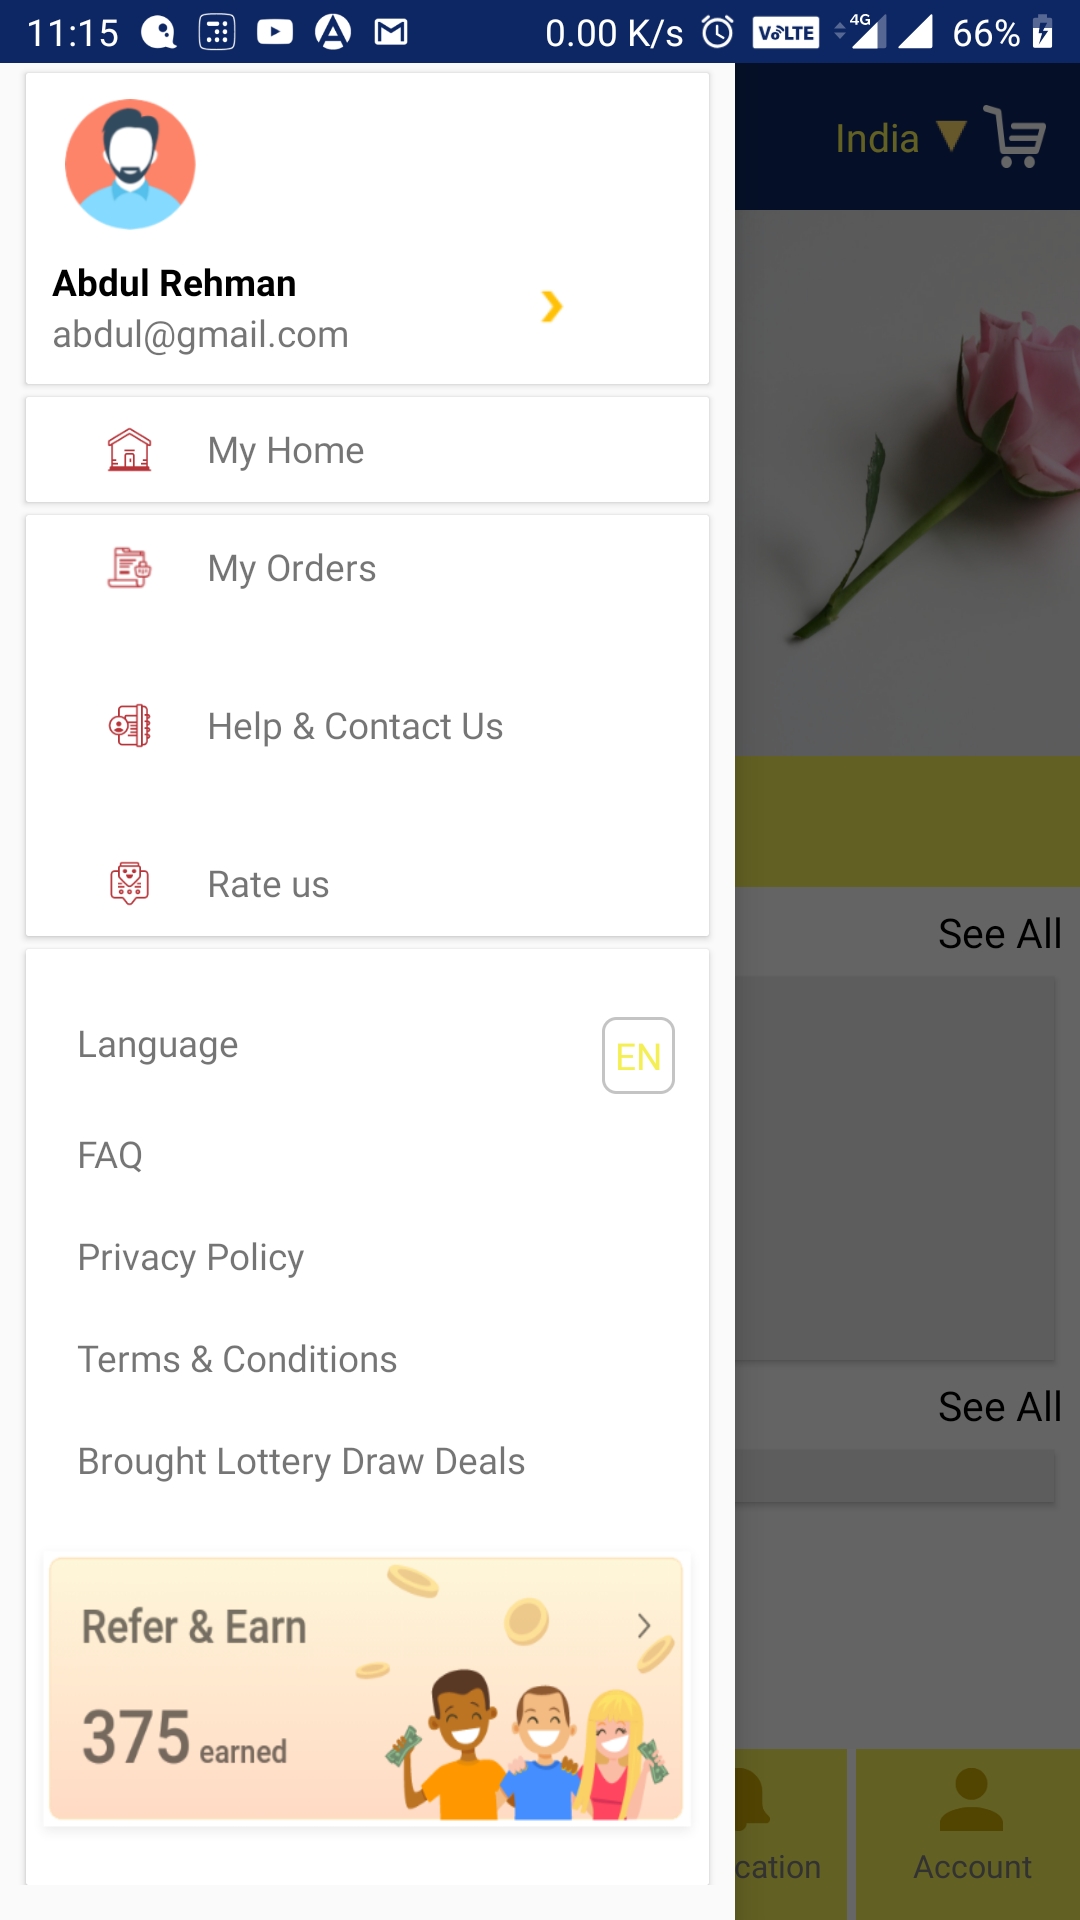 11:15 0.00 K/s VoLTE 4G 66%
India
Abdul Rehman
abdul@gmail.com
My Home
My Orders
Help & Contact Us
Rate us
See All
Language EN
FAQ
Privacy Policy
Terms & Conditions
See All
Brought Lottery Draw Deals
Refer & Earn
375 earned
cation Account